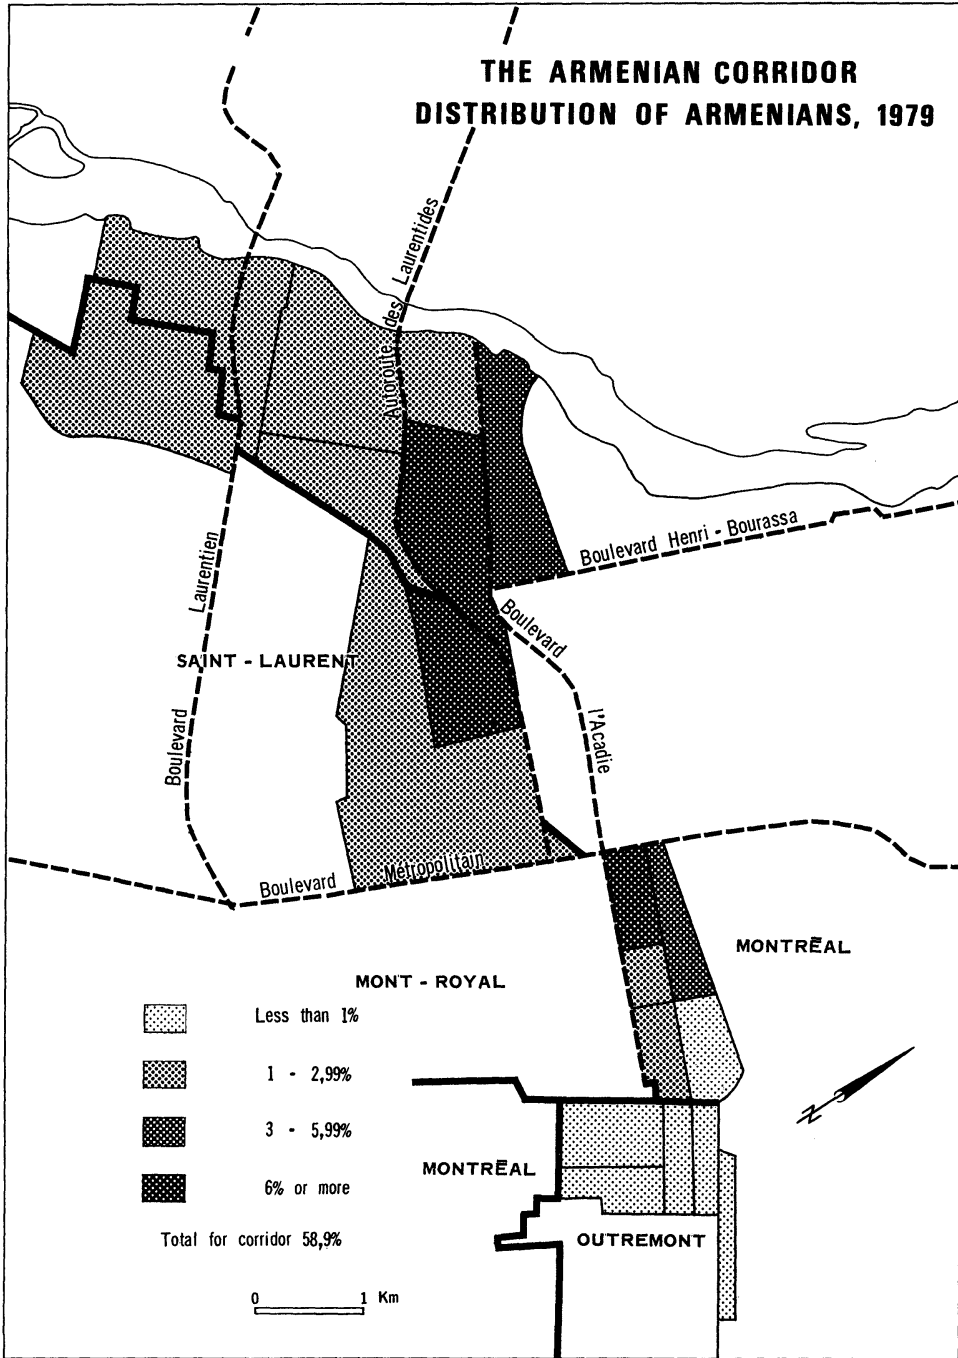 THE ARMENIAN CORRIDOR
DISTRIBUTION OF ARMENIANS, 1979
Autoroute des Laurentides
Boulevard Henri - Bourassa
Boulevard Laurentien
Boulevard l'Acadie
SAINT - LAURENT
Boulevard Métropolitain
MONTRĒAL
MONT - ROYAL
Less than 1%
1 - 2,99%
3 - 5,99%
6% or more
Total for corridor 58,9%
0 1 Km
N
MONTRĒAL
OUTREMONT